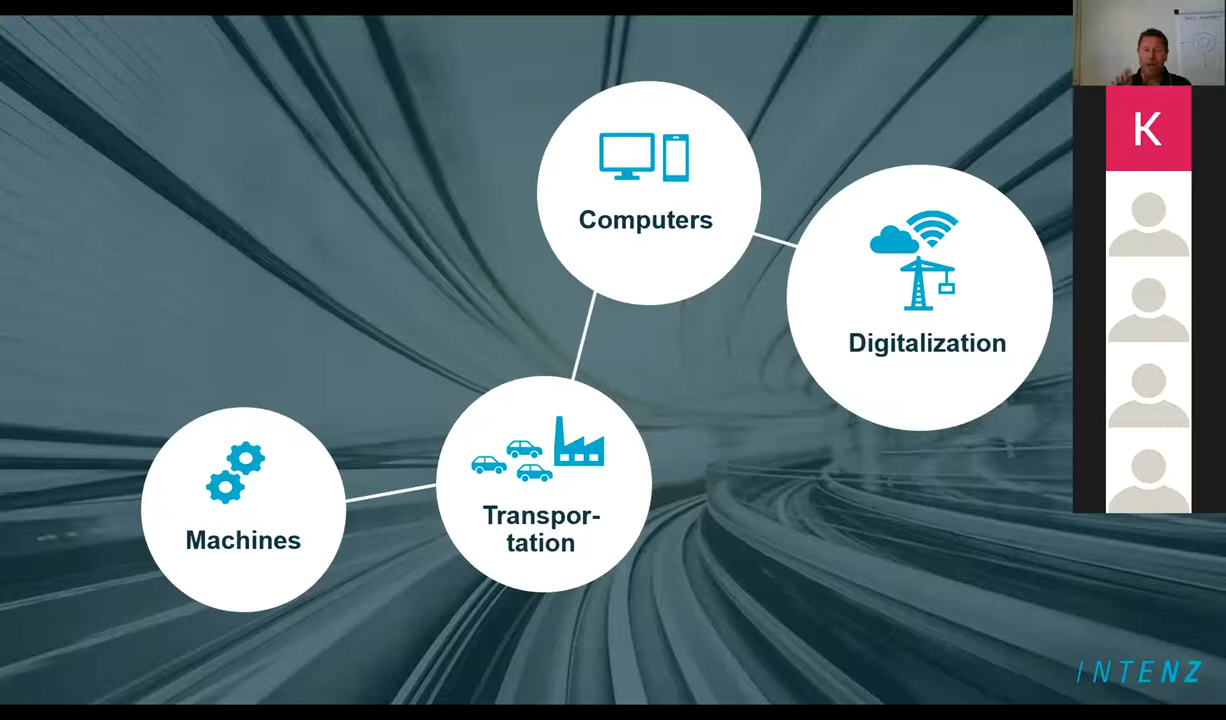 Computers
K
Digitalization
Transpor-
tation
Machines
INTENZ